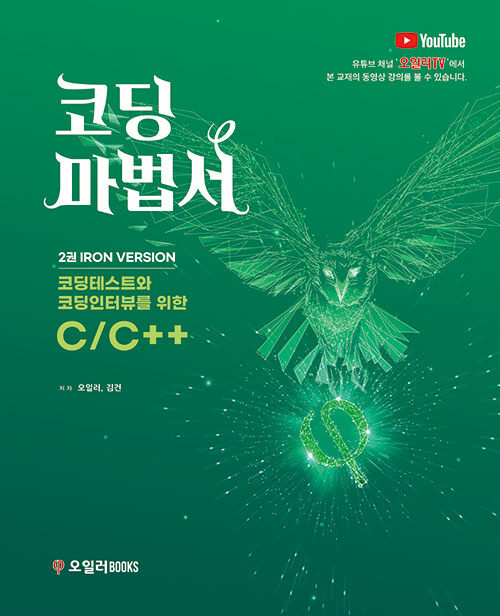 YouTube
유튜브 채널 "오일러TV"에서
본 교재의 동영상 강의를 볼 수 있습니다.
코딩
마법서
2권 IRON VERSION
코딩테스트와
코딩인터뷰를 위한
C/C++
저 자 오일러, 김건
φ
오일러BOOKS